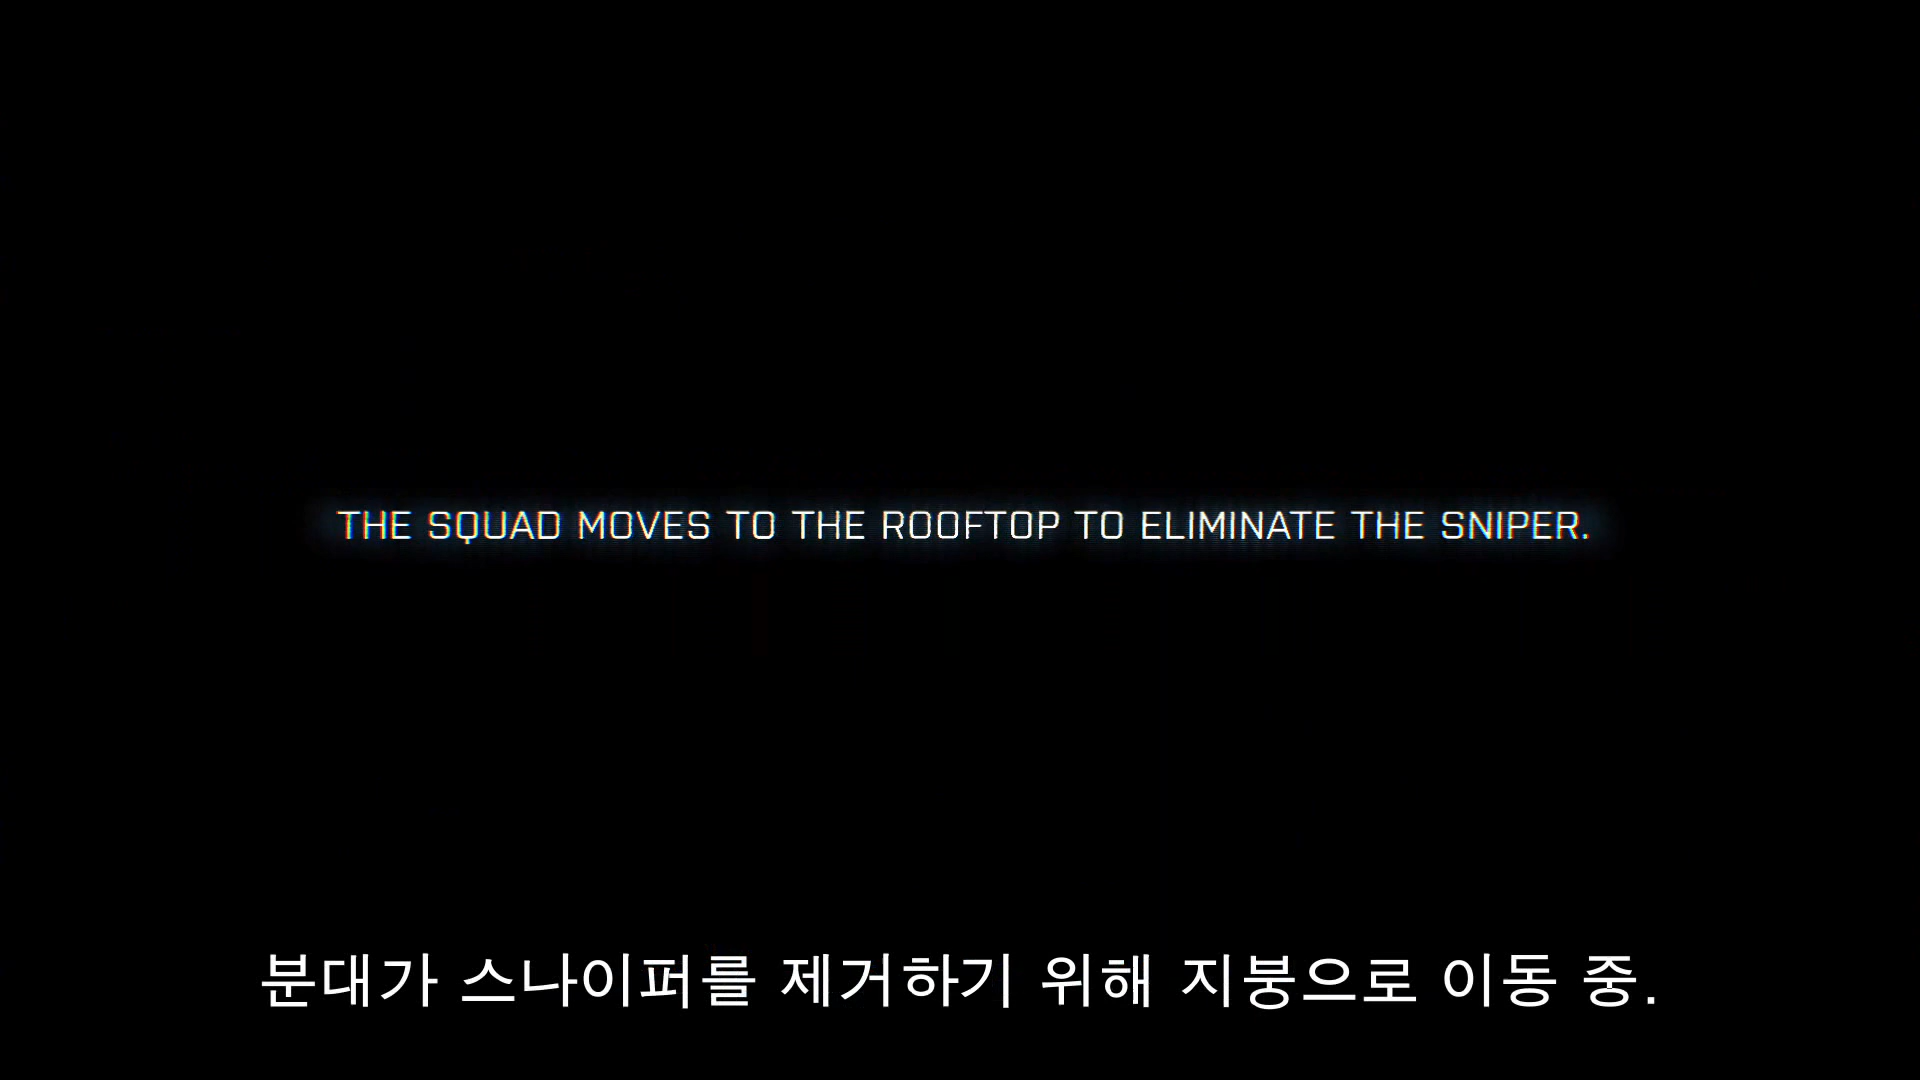 THE SQUAD MOVES TO THE ROOFTOP TO ELIMINATE THE SNIPER.
분대가 스나이퍼를 제거하기 위해 지붕으로 이동 중.